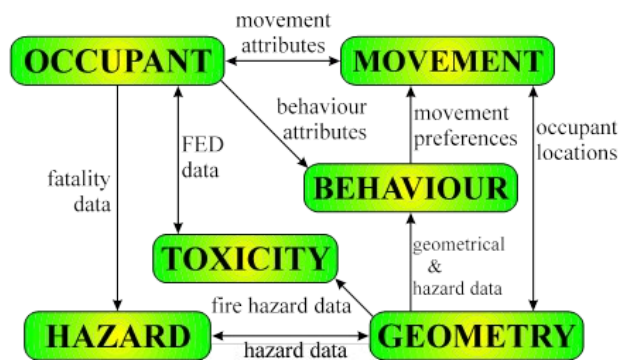 movement
attributes
OCCUPANT
MOVEMENT
behaviour
attributes
movement
preferences
occupant
locations
FED
data
fatality
data
BEHAVIOUR
TOXICITY
geometrical
&
hazard data
fire hazard data
HAZARD
hazard data
GEOMETRY